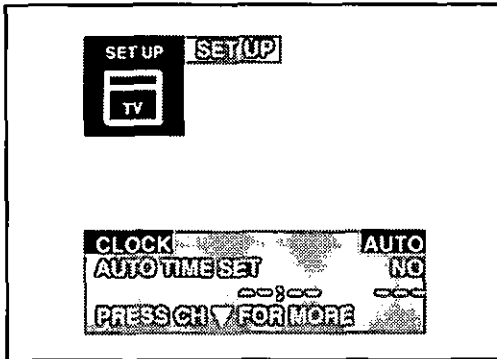 SET UP
SET UP
TV
CLOCK AUTO
AUTO TIME SET NO
--:-- ---
PRESS CH ▼ FOR MORE